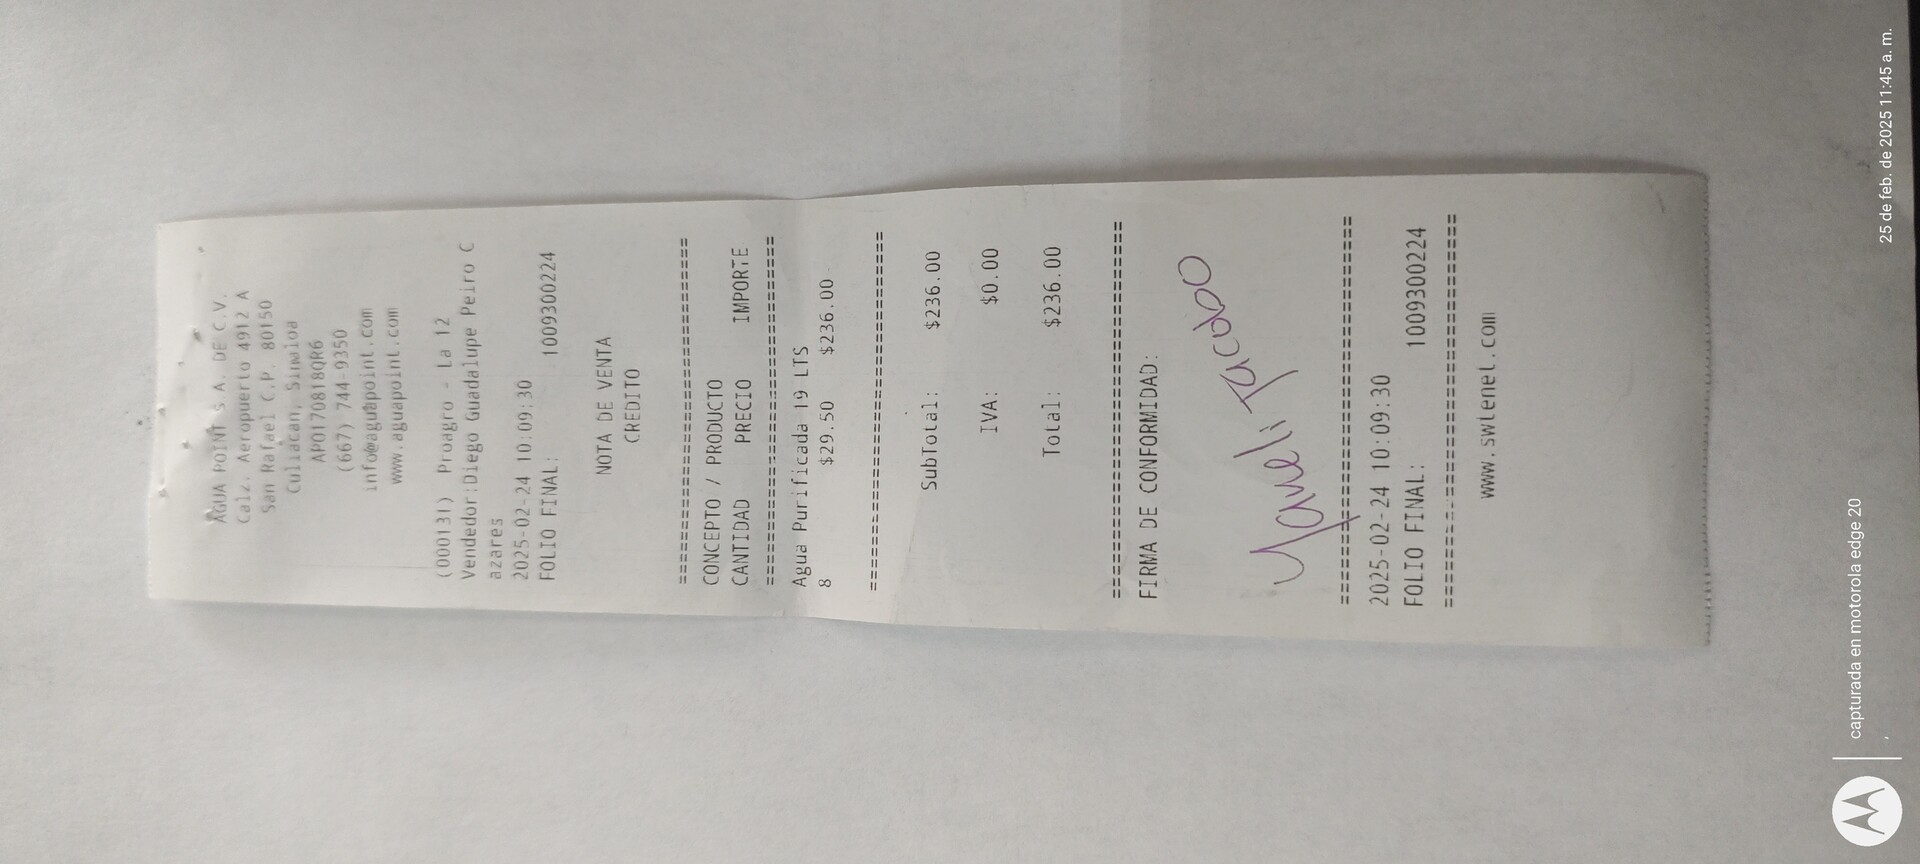 AGUA POINT S.A. DE C.V.
Calz. Aeropuerto 4912 A
San Rafael C.P. 80150
Culiacan, Sinaloa
APO170818QR6
(667) 744-9350
info@aguapoint.com
www.aguapoint.com
(000131) Proagro - La 12
Vendedor:Diego Guadalupe Peiro C
azares
2025-02-24 10:09:30
FOLIO FINAL: 1009300224
NOTA DE VENTA
CREDITO
================================
CONCEPTO / PRODUCTO
CANTIDAD PRECIO IMPORTE
================================
Agua Purificada 19 LTS
8 $29.50 $236.00
================================
SubTotal: $236.00
IVA: $0.00
Total: $236.00
================================
FIRMA DE CONFORMIDAD:
Yaueli Jacobo
================================
2025-02-24 10:09:30
FOLIO FINAL: 1009300224
================================
www.swtenet.com
capturada en motorola edge 20
25 de feb. de 2025 11:45 a. m.